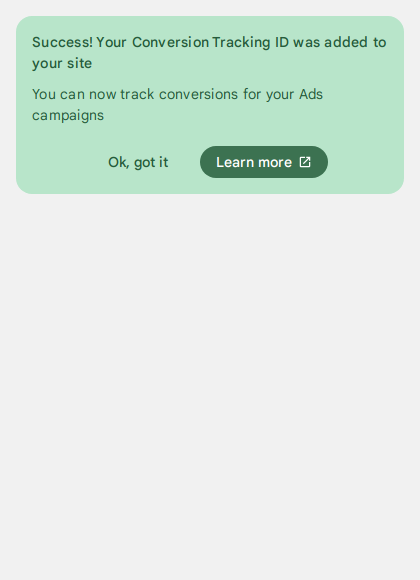 Success! Your Conversion Tracking ID was added to
your site
You can now track conversions for your Ads
campaigns
Ok, got it
Learn more